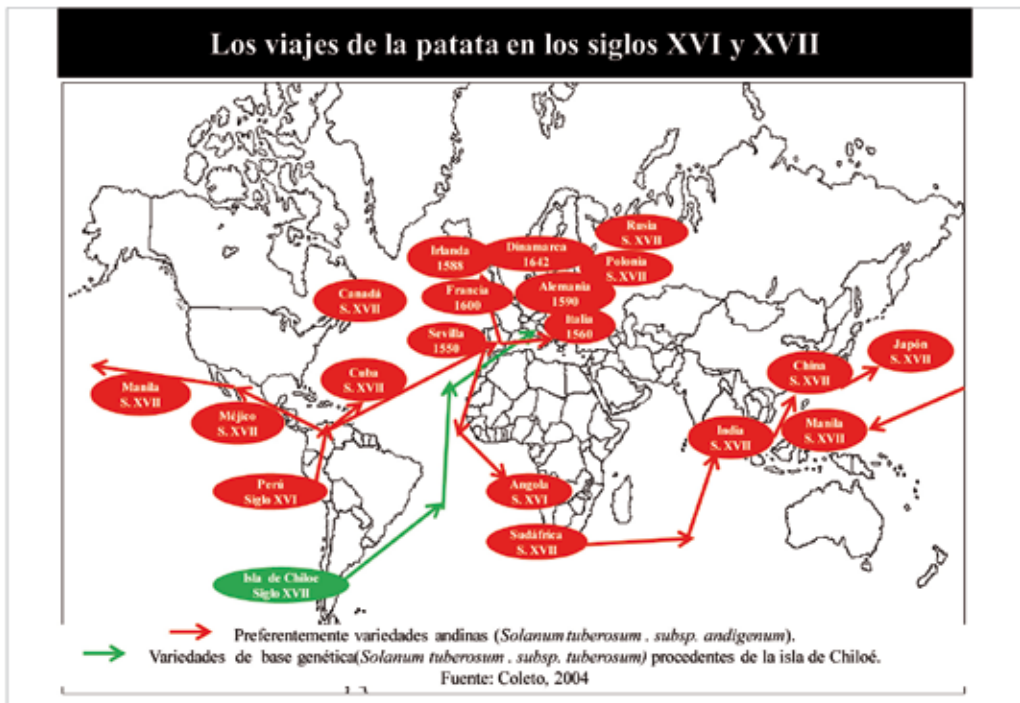 Los viajes de la patata en los siglos XVI y XVII
Rusia
S. XVII
Irlanda
1588
Dinamarca
1642
Polonia
S. XVII
Canadá
S. XVII
Francia
1600
Alemania
1590
Sevilla
1550
Italia
1560
Japón
S. XVII
China
S. XVII
Manila
S. XVII
Cuba
S. XVII
Méjico
S. XVII
India
S. XVII
Manila
S. XVII
Perú
Siglo XVI
Angola
S. XVI
Sudáfrica
S. XVII
Isla de Chiloe
Siglo XVII
Preferentemente variedades andinas (Solanum tuberosum . subsp. andigenum).
Variedades de base genética(Solanum tuberosum . subsp. tuberosum) procedentes de la isla de Chiloé.
Fuente: Coleto, 2004